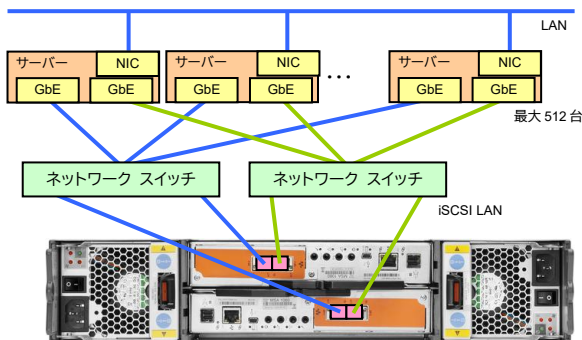 LAN
サーバー NIC
GbE GbE
サーバー NIC
GbE GbE
...
サーバー NIC
GbE GbE
最大 512 台
ネットワーク スイッチ
ネットワーク スイッチ
iSCSI LAN